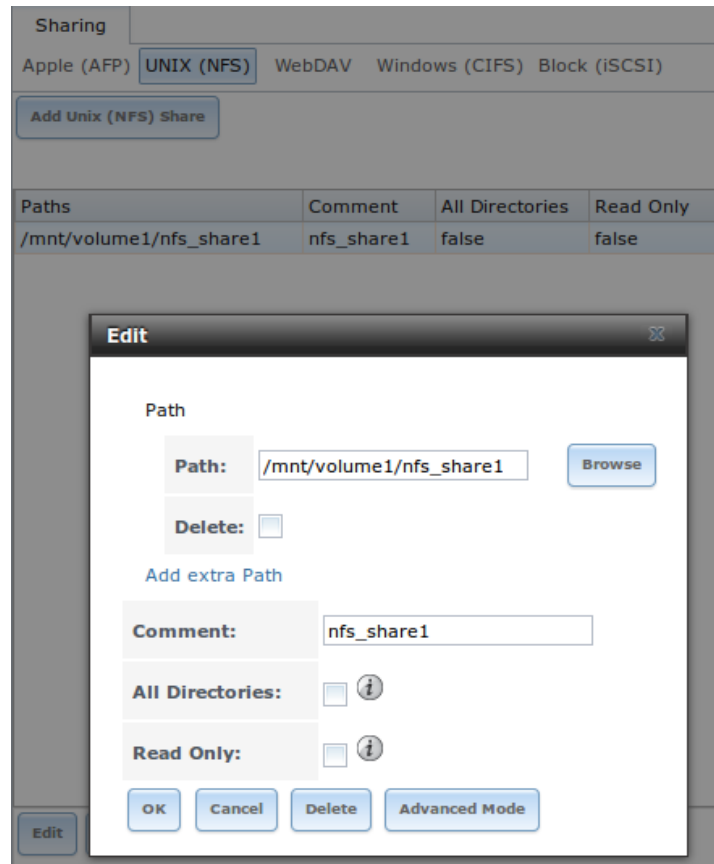 Sharing
Apple (AFP) UNIX (NFS) WebDAV Windows (CIFS) Block (iSCSI)
Add Unix (NFS) Share
Paths Comment All Directories Read Only
/mnt/volume1/nfs_share1 nfs_share1 false false
Edit
Path
Path: /mnt/volume1/nfs_share1 Browse
Delete:
Add extra Path
Comment: nfs_share1
All Directories: i
Read Only: i
OK Cancel Delete Advanced Mode
Edit